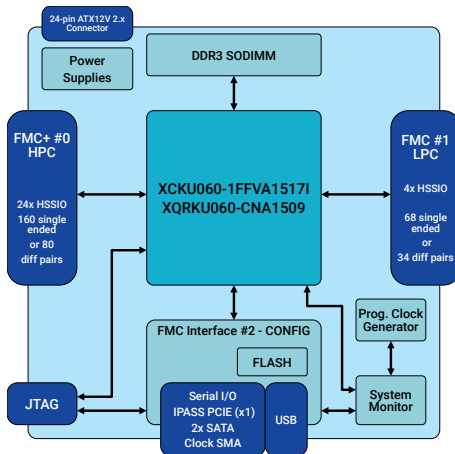 24-pin ATX12V 2.x
Connector
Power
Supplies
DDR3 SODIMM
FMC+ #0
HPC
24x HSSIO
160 single
ended
or 80
diff pairs
XCKU060-1FFVA1517I
XQRKU060-CNA1509
FMC #1
LPC
4x HSSIO
68 single
ended
or
34 diff pairs
FMC Interface #2 - CONFIG
FLASH
Prog. Clock
Generator
JTAG
Serial I/O
IPASS PCIE (x1)
2x SATA
Clock SMA
USB
System
Monitor